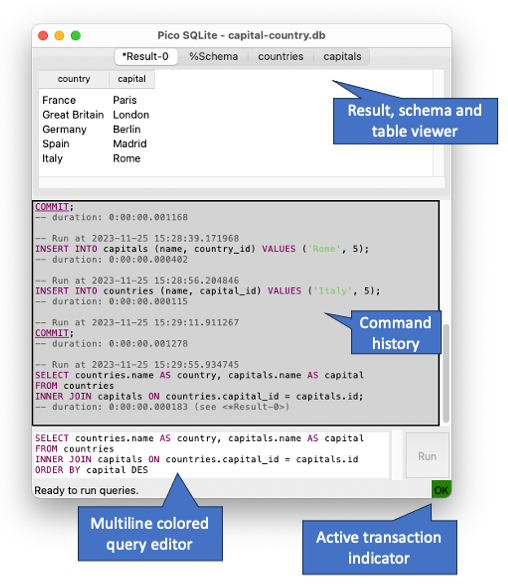 Pico SQLite - capital-country.db
*Result-0 %Schema countries capitals
country capital
France Paris
Great Britain London
Germany Berlin
Spain Madrid
Italy Rome
Result, schema and
table viewer
COMMIT;
-- duration: 0:00:00.001168
-- Run at 2023-11-25 15:28:39.171968
INSERT INTO capitals (name, country_id) VALUES ('Rome', 5);
-- duration: 0:00:00.000402
-- Run at 2023-11-25 15:28:56.204846
INSERT INTO countries (name, capital_id) VALUES ('Italy', 5);
-- duration: 0:00:00.000115
-- Run at 2023-11-25 15:29:11.911267
COMMIT;
-- duration: 0:00:00.001278
-- Run at 2023-11-25 15:29:55.934745
SELECT countries.name AS country, capitals.name AS capital
FROM countries
INNER JOIN capitals ON countries.capital_id = capitals.id;
-- duration: 0:00:00.000183 (see <*Result-0>)
Command
history
SELECT countries.name AS country, capitals.name AS capital
FROM countries
INNER JOIN capitals ON countries.capital_id = capitals.id
ORDER BY capital DES
Run
Ready to run queries.
OK
Multiline colored
query editor
Active transaction
indicator